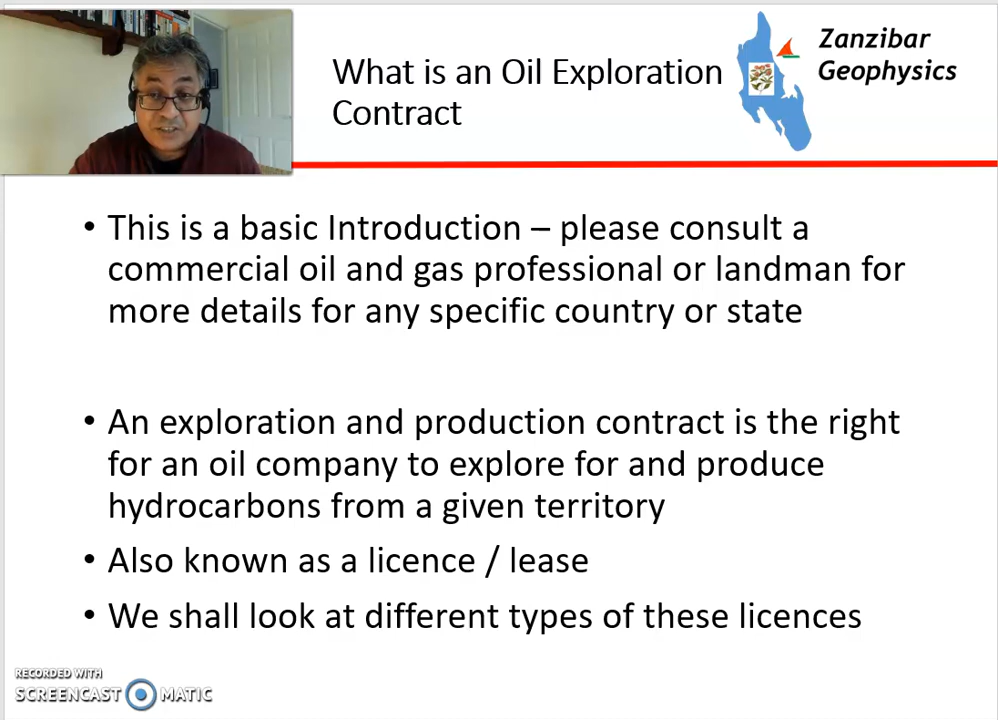 What is an Oil Exploration
Contract
Zanzibar
Geophysics
• This is a basic Introduction – please consult a
commercial oil and gas professional or landman for
more details for any specific country or state
• An exploration and production contract is the right
for an oil company to explore for and produce
hydrocarbons from a given territory
• Also known as a licence / lease
• We shall look at different types of these licences
RECORDED WITH
SCREENCAST MATIC